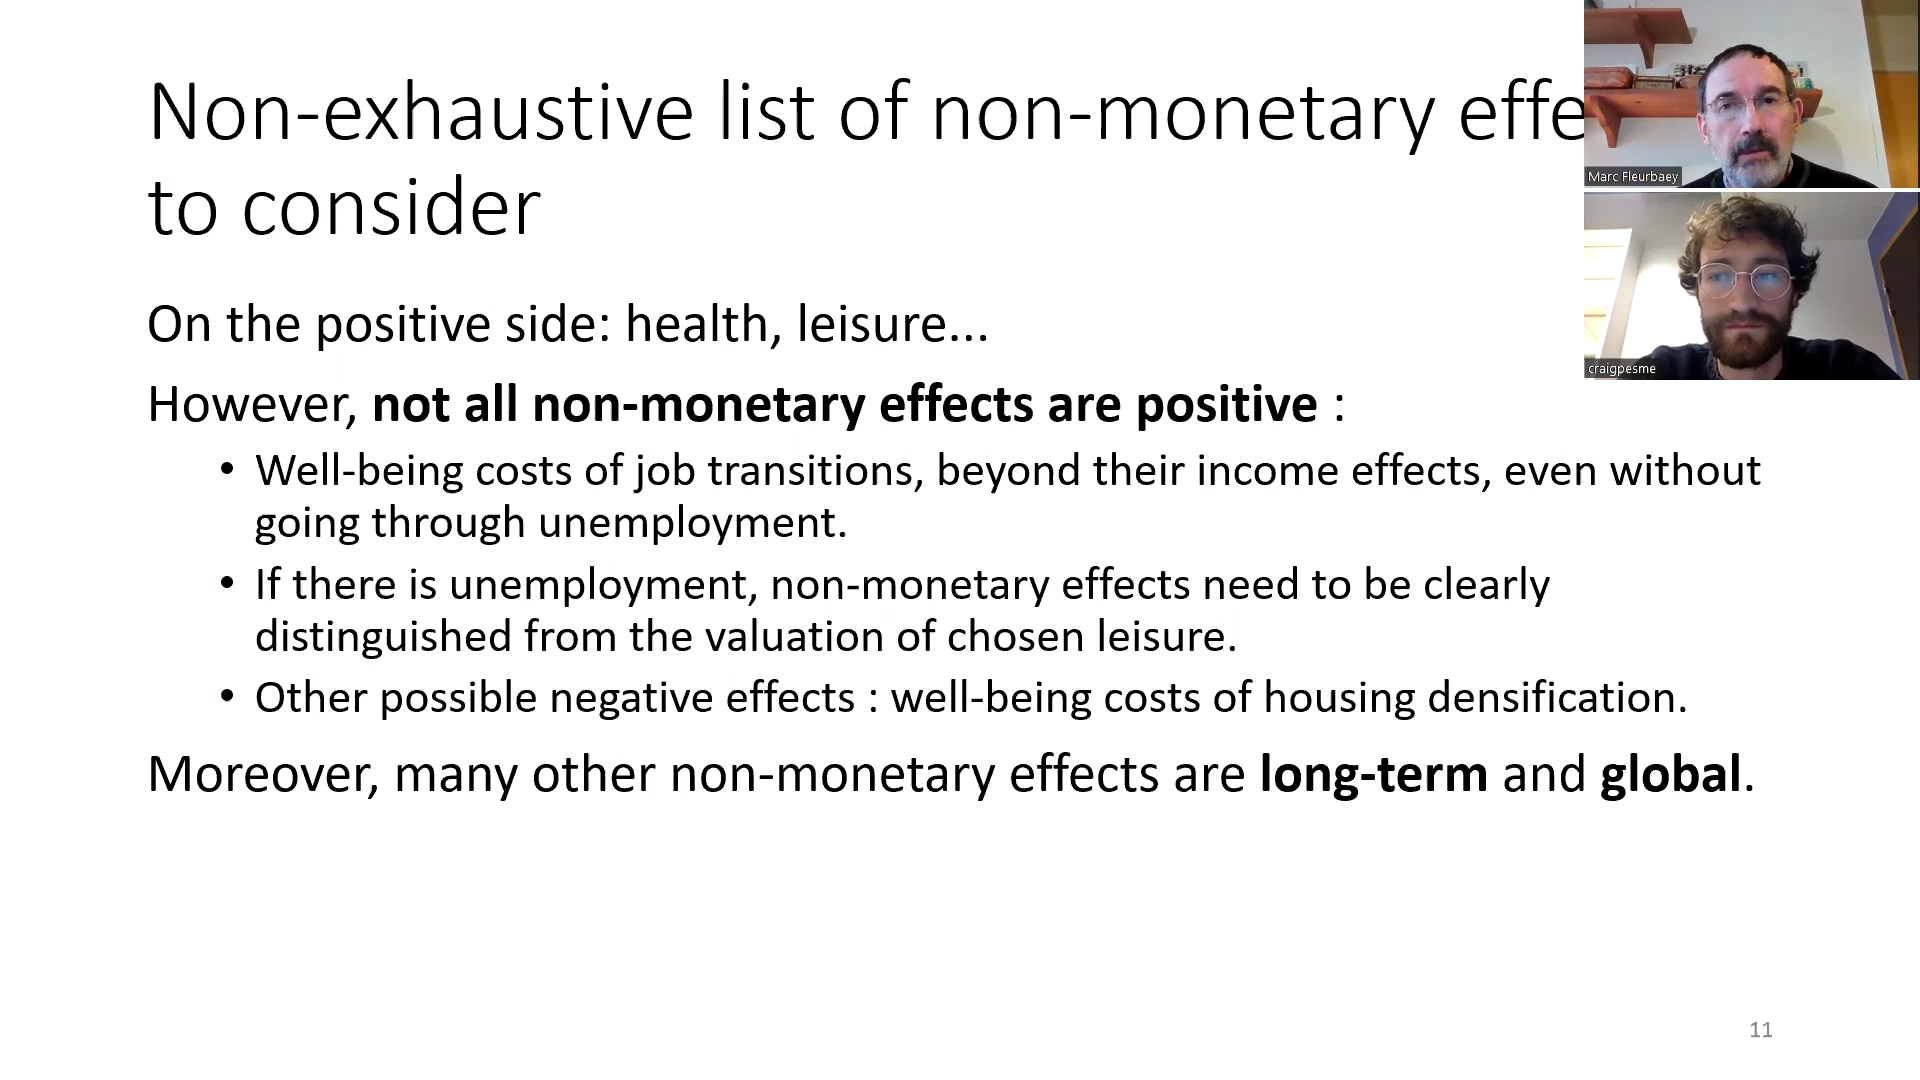 Non-exhaustive list of non-monetary effe
to consider
On the positive side: health, leisure...
However, not all non-monetary effects are positive :
• Well-being costs of job transitions, beyond their income effects, even without
going through unemployment.
• If there is unemployment, non-monetary effects need to be clearly
distinguished from the valuation of chosen leisure.
• Other possible negative effects : well-being costs of housing densification.
Moreover, many other non-monetary effects are long-term and global.
11
Marc Fleurbaey
craigpesme